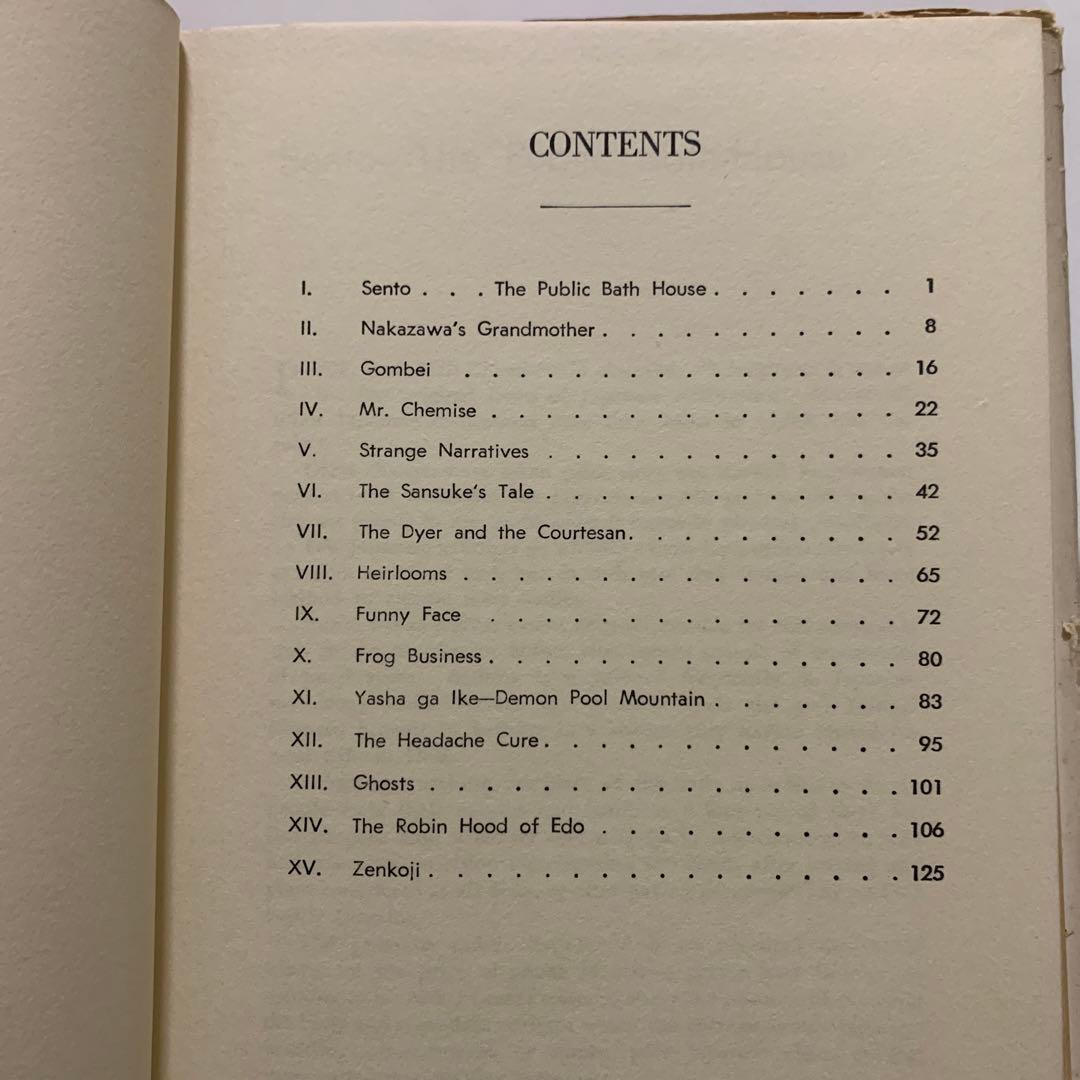 CONTENTS
I. Sento . . . The Public Bath House . . . . . . . 1
II. Nakazawa's Grandmother . . . . . . . . . . . 8
III. Gombei . . . . . . . . . . . . . . . . 16
IV. Mr. Chemise . . . . . . . . . . . . . . . 22
V. Strange Narratives . . . . . . . . . . . . . 35
VI. The Sansuke's Tale . . . . . . . . . . . . . 42
VII. The Dyer and the Courtesan . . . . . . . . . . 52
VIII. Heirlooms . . . . . . . . . . . . . . . . 65
IX. Funny Face . . . . . . . . . . . . . . . 72
X. Frog Business . . . . . . . . . . . . . . . 80
XI. Yasha ga Ike—Demon Pool Mountain . . . . . . . 83
XII. The Headache Cure . . . . . . . . . . . . . 95
XIII. Ghosts . . . . . . . . . . . . . . . . . 101
XIV. The Robin Hood of Edo . . . . . . . . . . . 106
XV. Zenkoji . . . . . . . . . . . . . . . . . 125